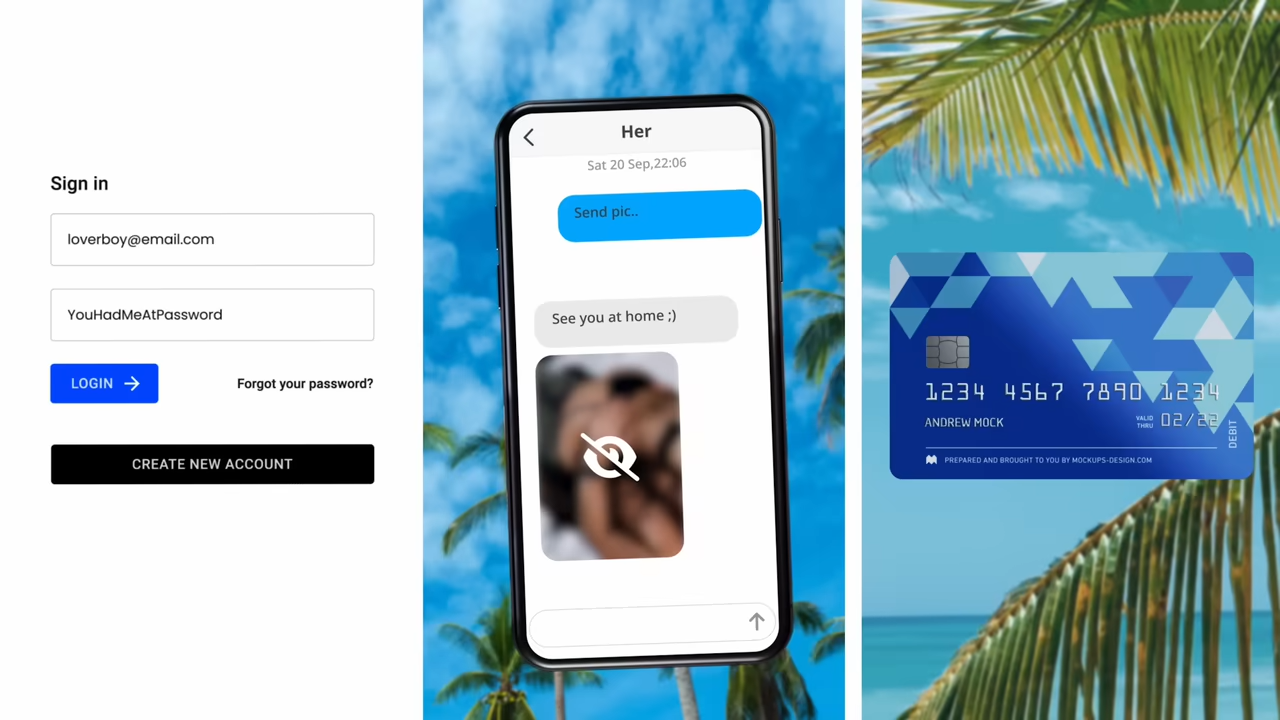 Sign in
loverboy@email.com
YouHadMeAtPassword
LOGIN
Forgot your password?
CREATE NEW ACCOUNT
Her
Sat 20 Sep,22:06
Send pic..
See you at home ;)
1234 4567 7890 1234
ANDREW MOCK
VALID
THRU
02/22
DEBIT
PREPARED AND BROUGHT TO YOU BY MOCKUPS-DESIGN.COM